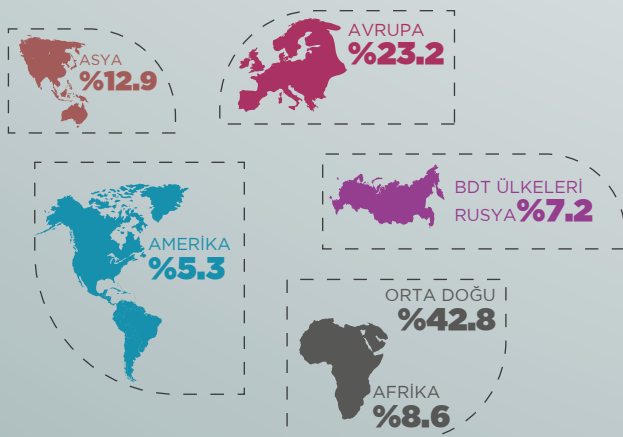 ASYA
%12.9
AVRUPA
%23.2
AMERİKA
%5.3
BDT ÜLKELERİ
RUSYA %7.2
ORTA DOĞU
%42.8
AFRİKA
%8.6